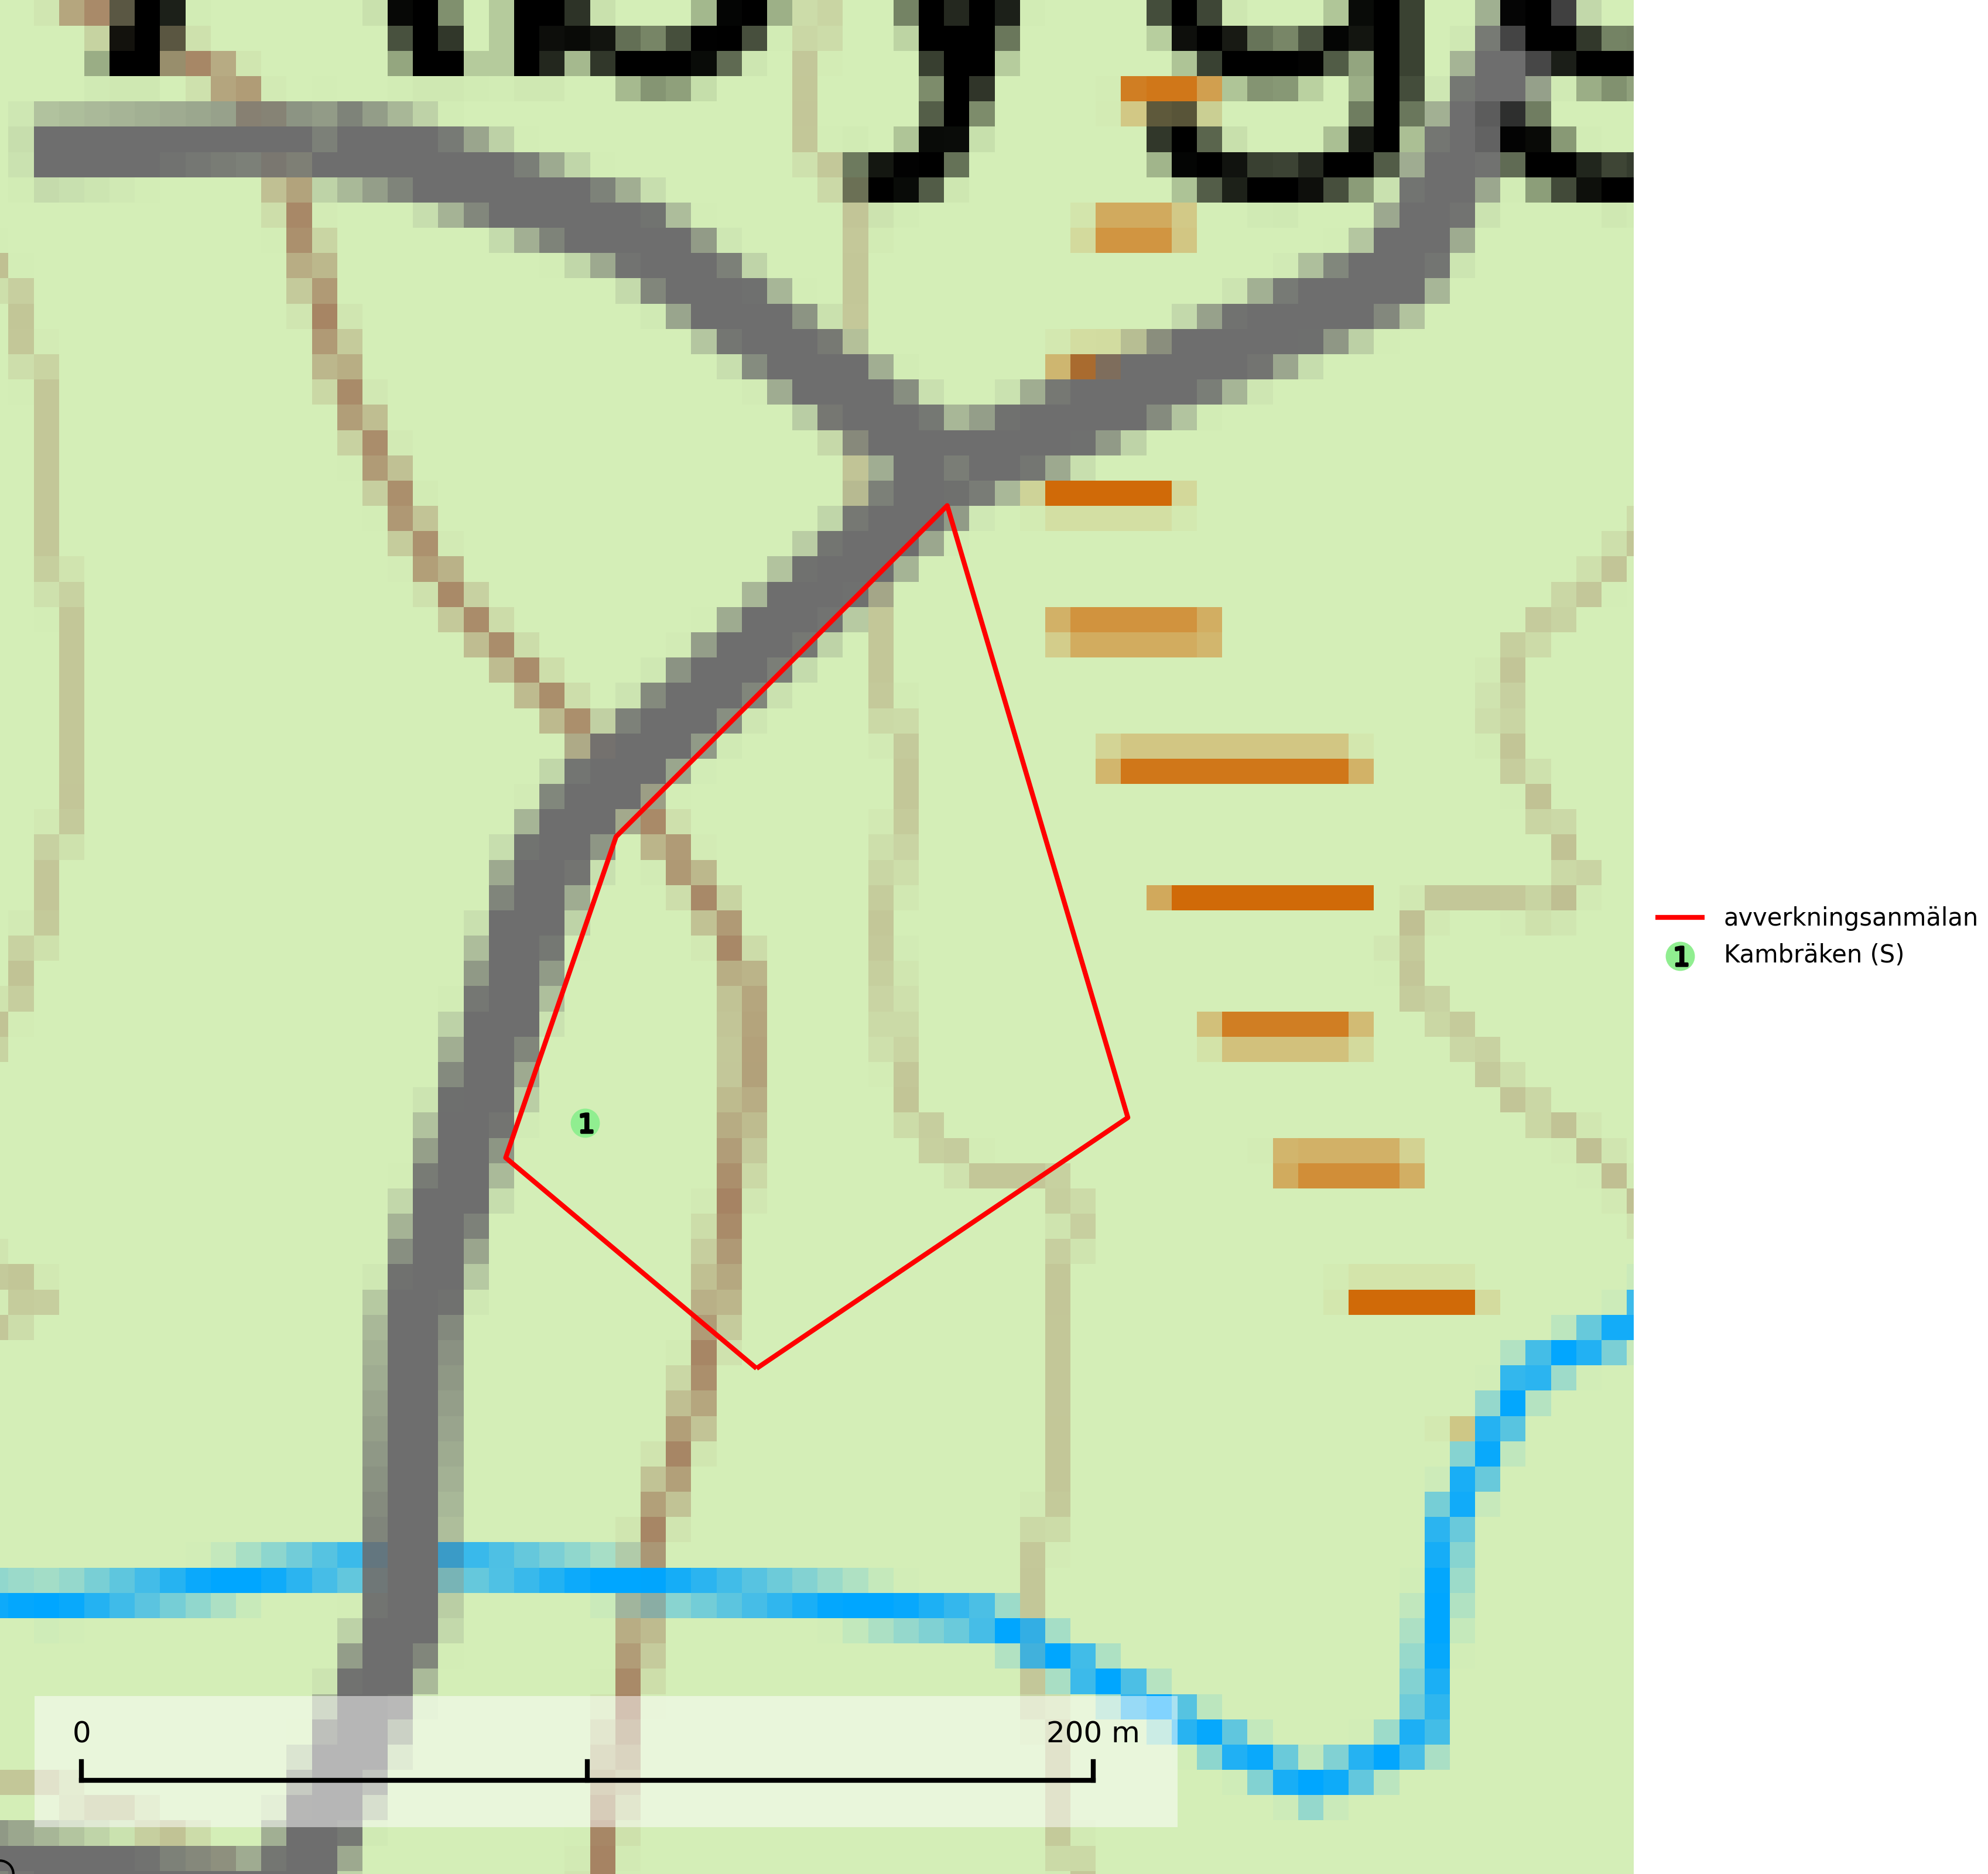 1
avverkningsanmälan
1 Kambräken (S)
0 200 m